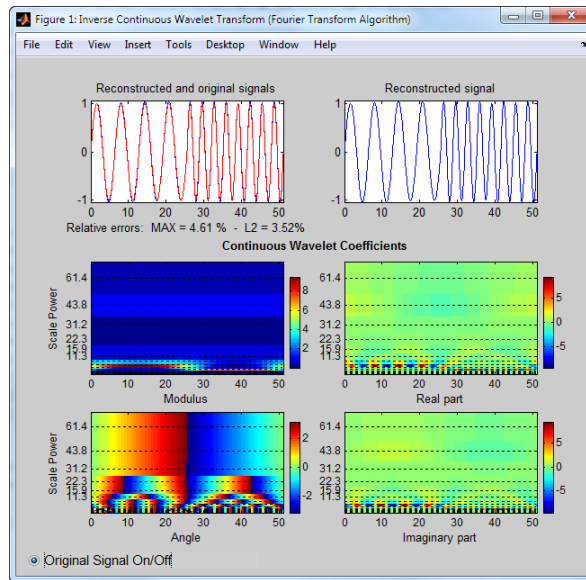 Figure 1: Inverse Continuous Wavelet Transform (Fourier Transform Algorithm)
File Edit View Insert Tools Desktop Window Help
Reconstructed and original signals
Reconstructed signal
1
0
-1
0 10 20 30 40 50
1
0
-1
0 10 20 30 40 50
Relative errors: MAX = 4.61 % - L2 = 3.52%
Continuous Wavelet Coefficients
Scale Power
61.4
43.8
31.2
22.3
15.9
11.3
0 10 20 30 40 50
Modulus
8
6
4
2
61.4
43.8
31.2
22.3
15.9
11.3
0 10 20 30 40 50
Real part
5
0
-5
Scale Power
61.4
43.8
31.2
22.3
15.9
11.3
0 10 20 30 40 50
Angle
2
0
-2
61.4
43.8
31.2
22.3
15.9
11.3
0 10 20 30 40 50
Imaginary part
5
0
-5
Original Signal On/Off